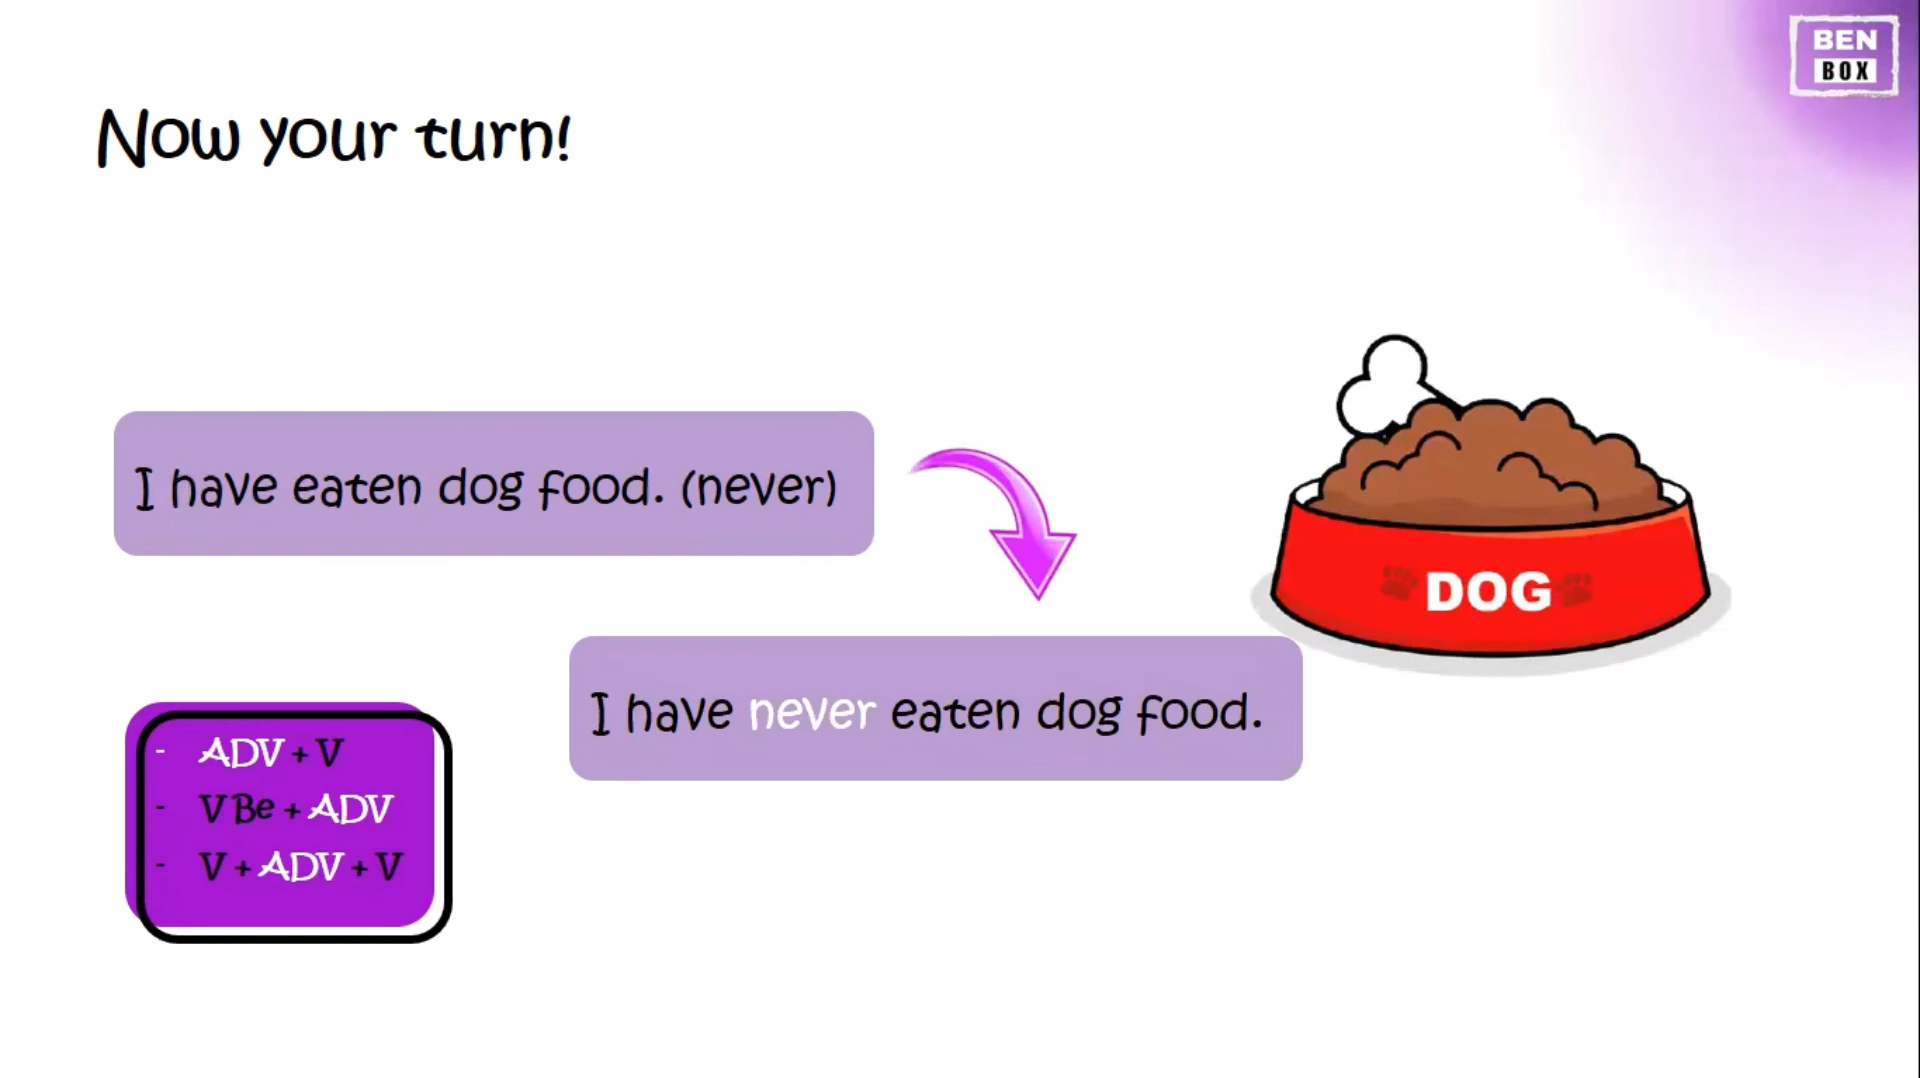 BEN
BOX
Now your turn!
I have eaten dog food. (never)
DOG
I have never eaten dog food.
- ADV + V
- V Be + ADV
- V + ADV + V